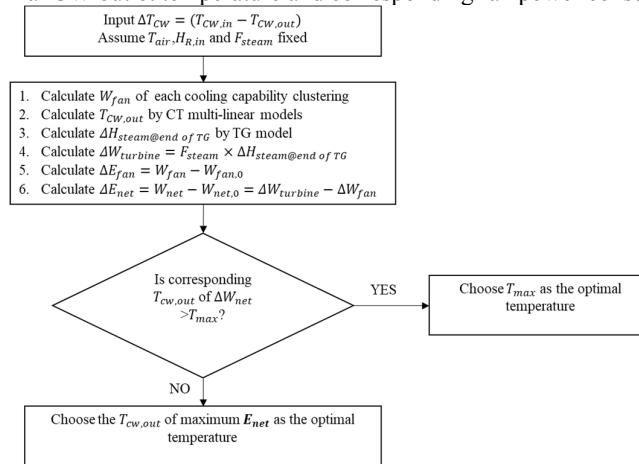 Input ΔT_CW = (T_CW,in − T_CW,out)
Assume T_air, H_R,in and F_steam fixed
1. Calculate W_fan of each cooling capability clustering
2. Calculate T_CW,out by CT multi-linear models
3. Calculate ΔH_steam@end of TG by TG model
4. Calculate ΔW_turbine = F_steam × ΔH_steam@end of TG
5. Calculate ΔE_fan = W_fan − W_fan,0
6. Calculate ΔE_net = W_net − W_net,0 = ΔW_turbine − ΔW_fan
Is corresponding
T_cw,out of ΔW_net
>T_max?
YES
Choose T_max as the optimal
temperature
NO
Choose the T_cw,out of maximum E_net as the optimal
temperature